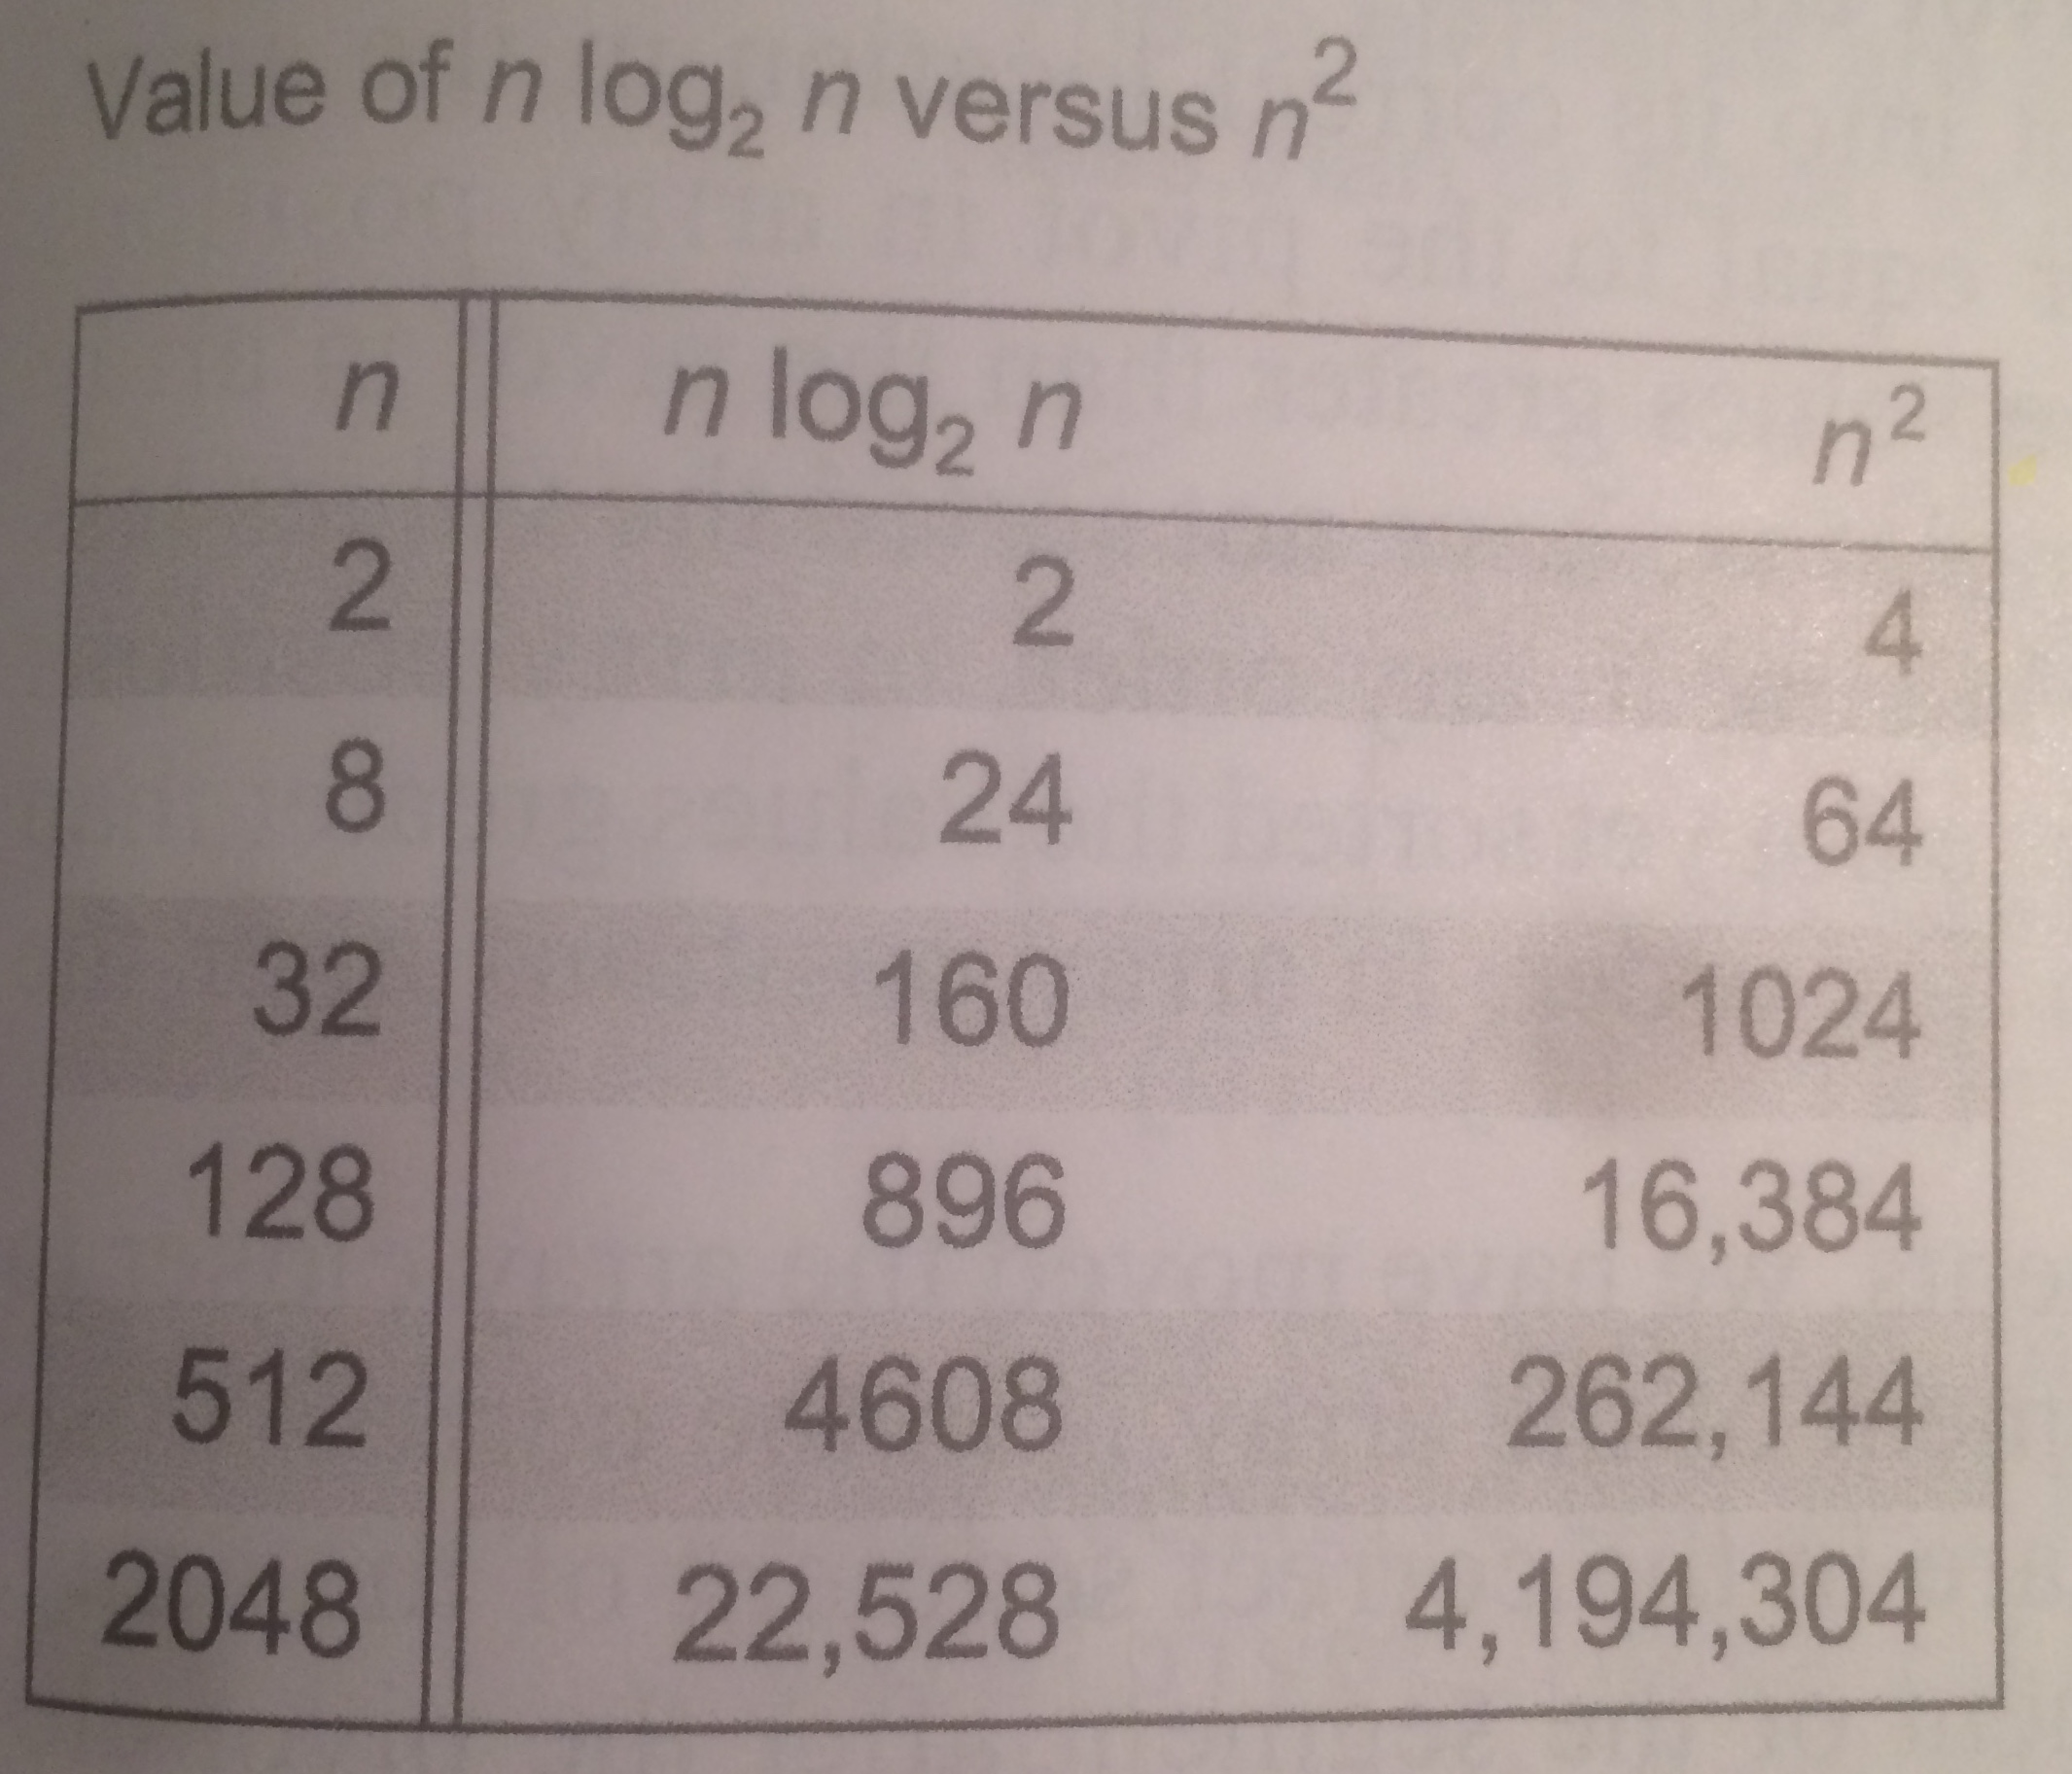 Value of n log₂ n versus n²
n n log₂ n n²
2 2 4
8 24 64
32 160 1024
128 896 16,384
512 4608 262,144
2048 22,528 4,194,304